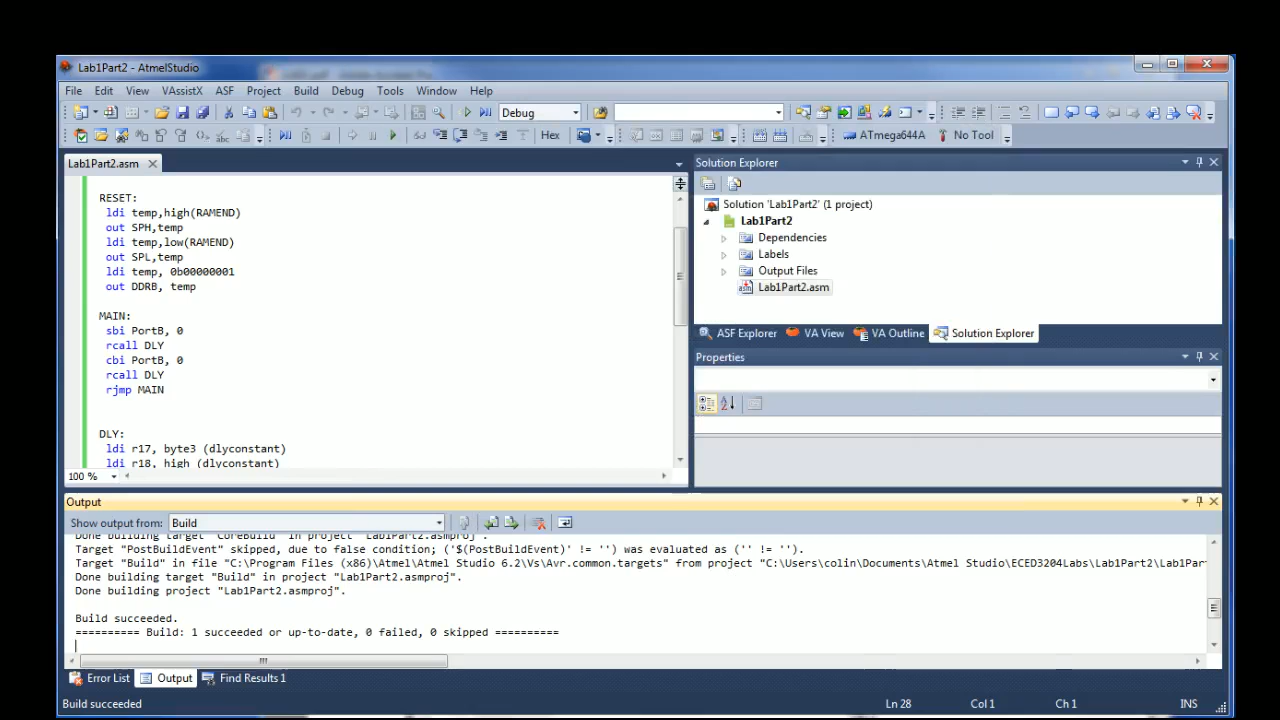 Lab1Part2 - AtmelStudio
File Edit View VAssistX ASF Project Build Debug Tools Window Help
Debug
Hex ATmega644A No Tool
Lab1Part2.asm
RESET:
ldi temp,high(RAMEND)
out SPH,temp
ldi temp,low(RAMEND)
out SPL,temp
ldi temp, 0b00000001
out DDRB, temp
MAIN:
sbi PortB, 0
rcall DLY
cbi PortB, 0
rcall DLY
rjmp MAIN
DLY:
ldi r17, byte3 (dlyconstant)
ldi r18, high (dlyconstant)
100 %
Solution Explorer
Solution 'Lab1Part2' (1 project)
Lab1Part2
Dependencies
Labels
Output Files
Lab1Part2.asm
ASF Explorer VA View VA Outline Solution Explorer
Properties
Output
Show output from: Build
Done building target "CoreBuild" in project "Lab1Part2.asmproj".
Target "PostBuildEvent" skipped, due to false condition; ('$(PostBuildEvent)' != '') was evaluated as ('' != '').
Target "Build" in file "C:\Program Files (x86)\Atmel\Atmel Studio 6.2\Vs\Avr.common.targets" from project "C:\Users\colin\Documents\Atmel Studio\ECED3204Labs\Lab1Part2\Lab1Par
Done building target "Build" in project "Lab1Part2.asmproj".
Done building project "Lab1Part2.asmproj".
Build succeeded.
========== Build: 1 succeeded or up-to-date, 0 failed, 0 skipped ==========
Error List Output Find Results 1
Build succeeded Ln 28 Col 1 Ch 1 INS